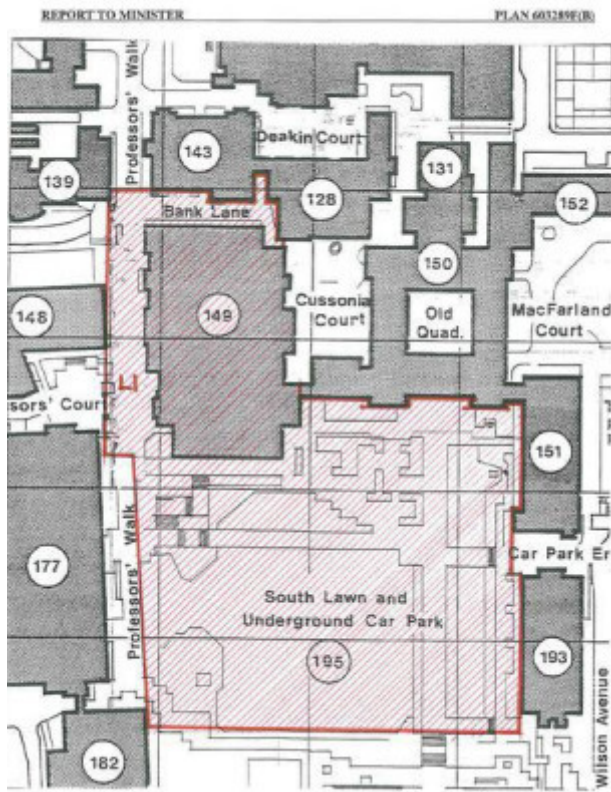 REPORT TO MINISTER
PLAN 603289F(B)
Professors' Walk
Deakin Court
143
139
131
128
152
Bank Lane
150
Cussonia
Court
Old
Quad.
MacFarland
Court
148
149
L1
sors' Court
151
177
Professors' Walk
Car Park En
South Lawn and
Underground Car Park
195
193
Wilson Avenue
182